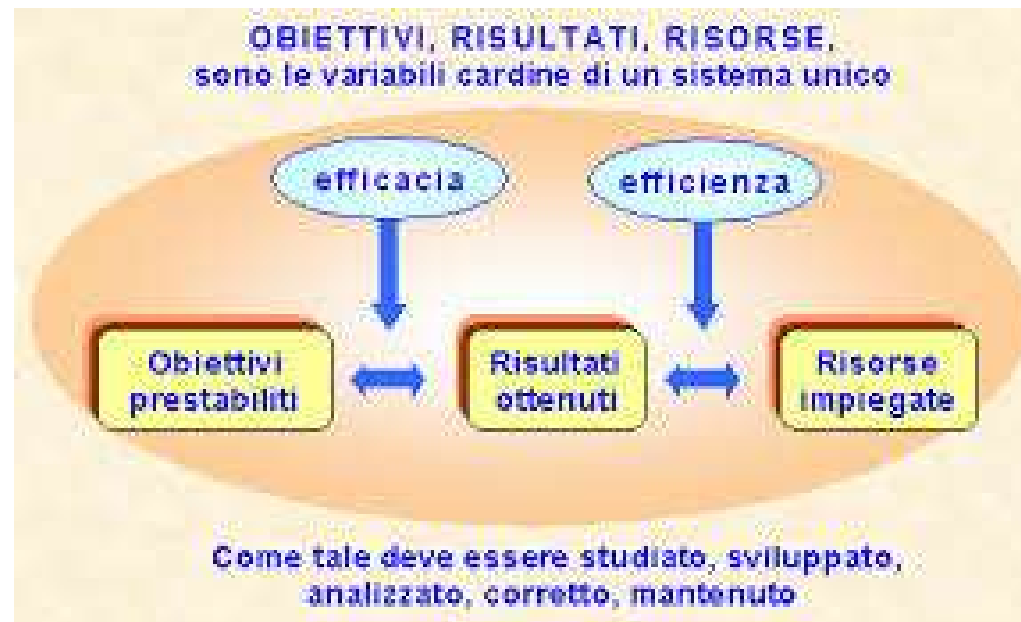 OBIETTIVI, RISULTATI, RISORSE,
sono le variabili cardine di un sistema unico
efficacia
efficienza
Obiettivi
prestabiliti
Risultati
ottenuti
Risorse
impiegate
Come tale deve essere studiato, sviluppato,
analizzato, corretto, mantenuto